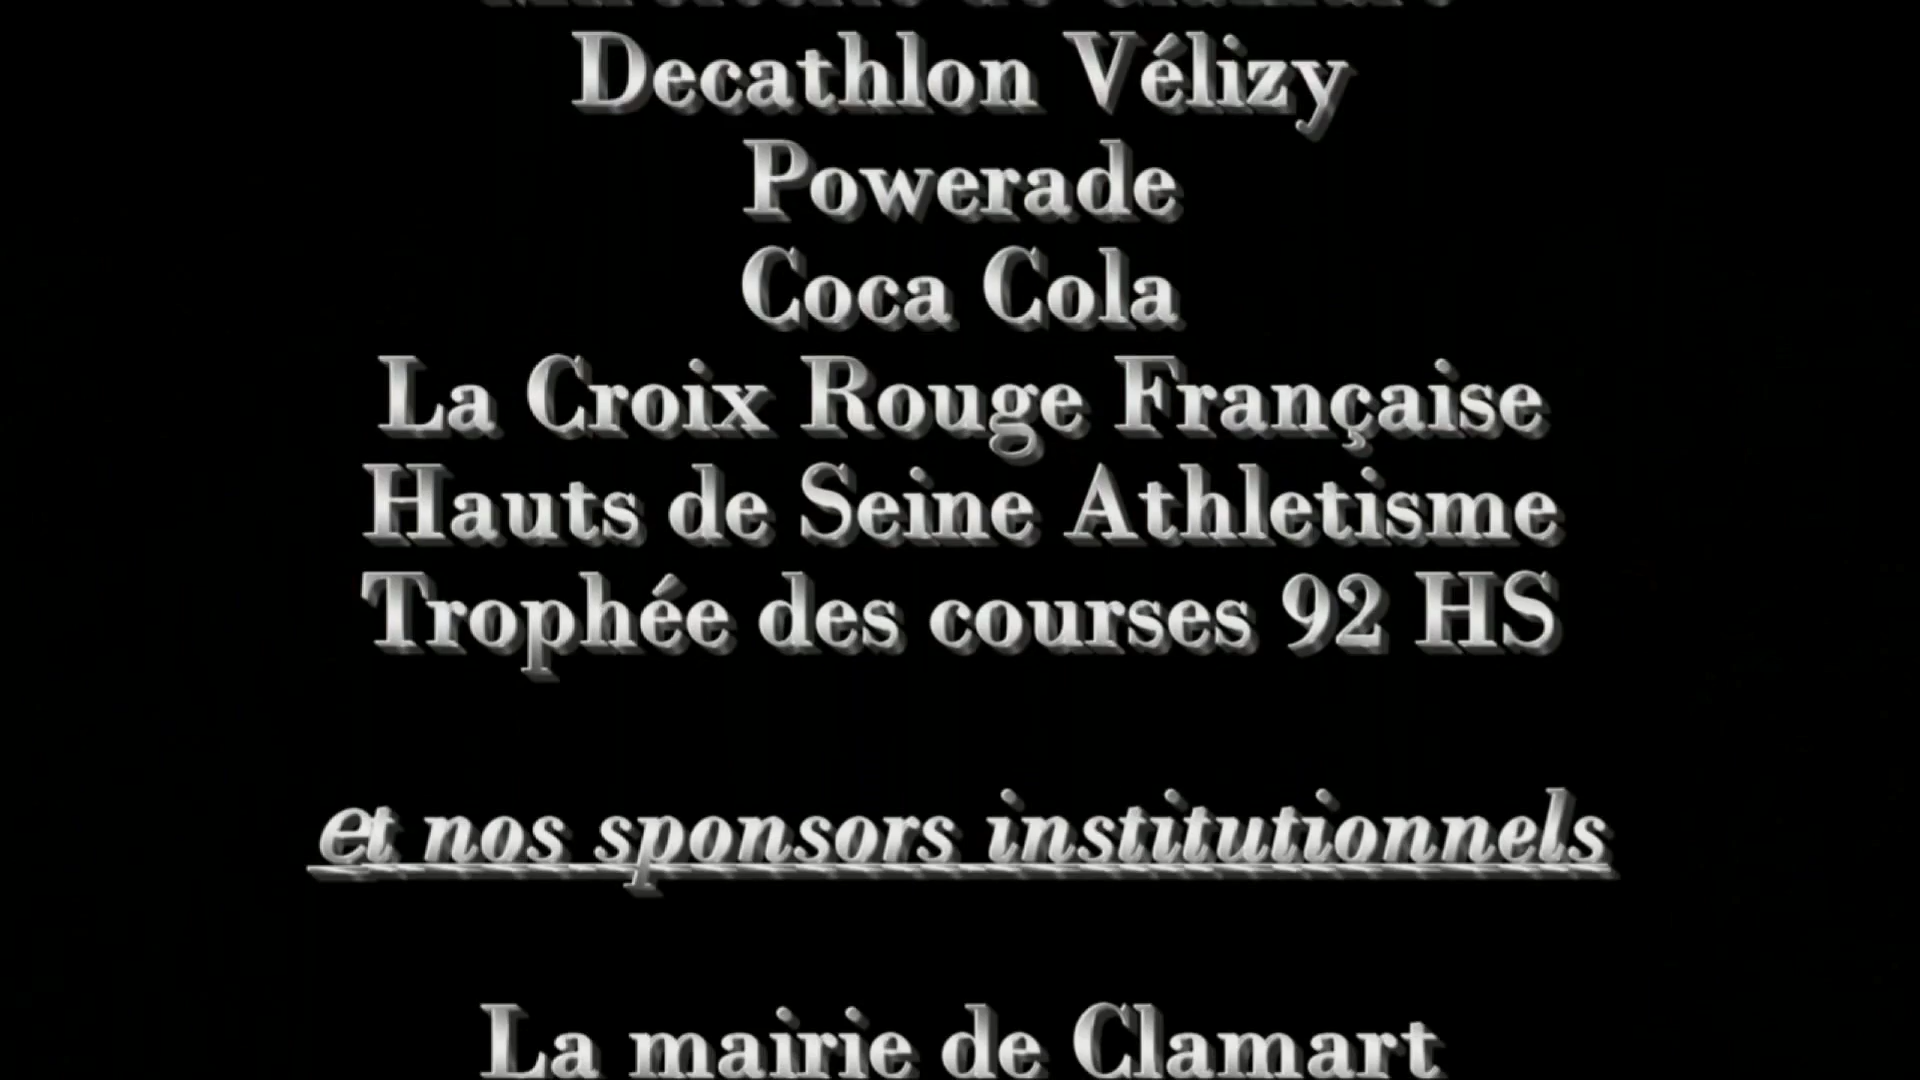 Decathlon Vélizy
Powerade
Coca Cola
La Croix Rouge Française
Hauts de Seine Athletisme
Trophée des courses 92 HS
et nos sponsors institutionnels
La mairie de Clamart